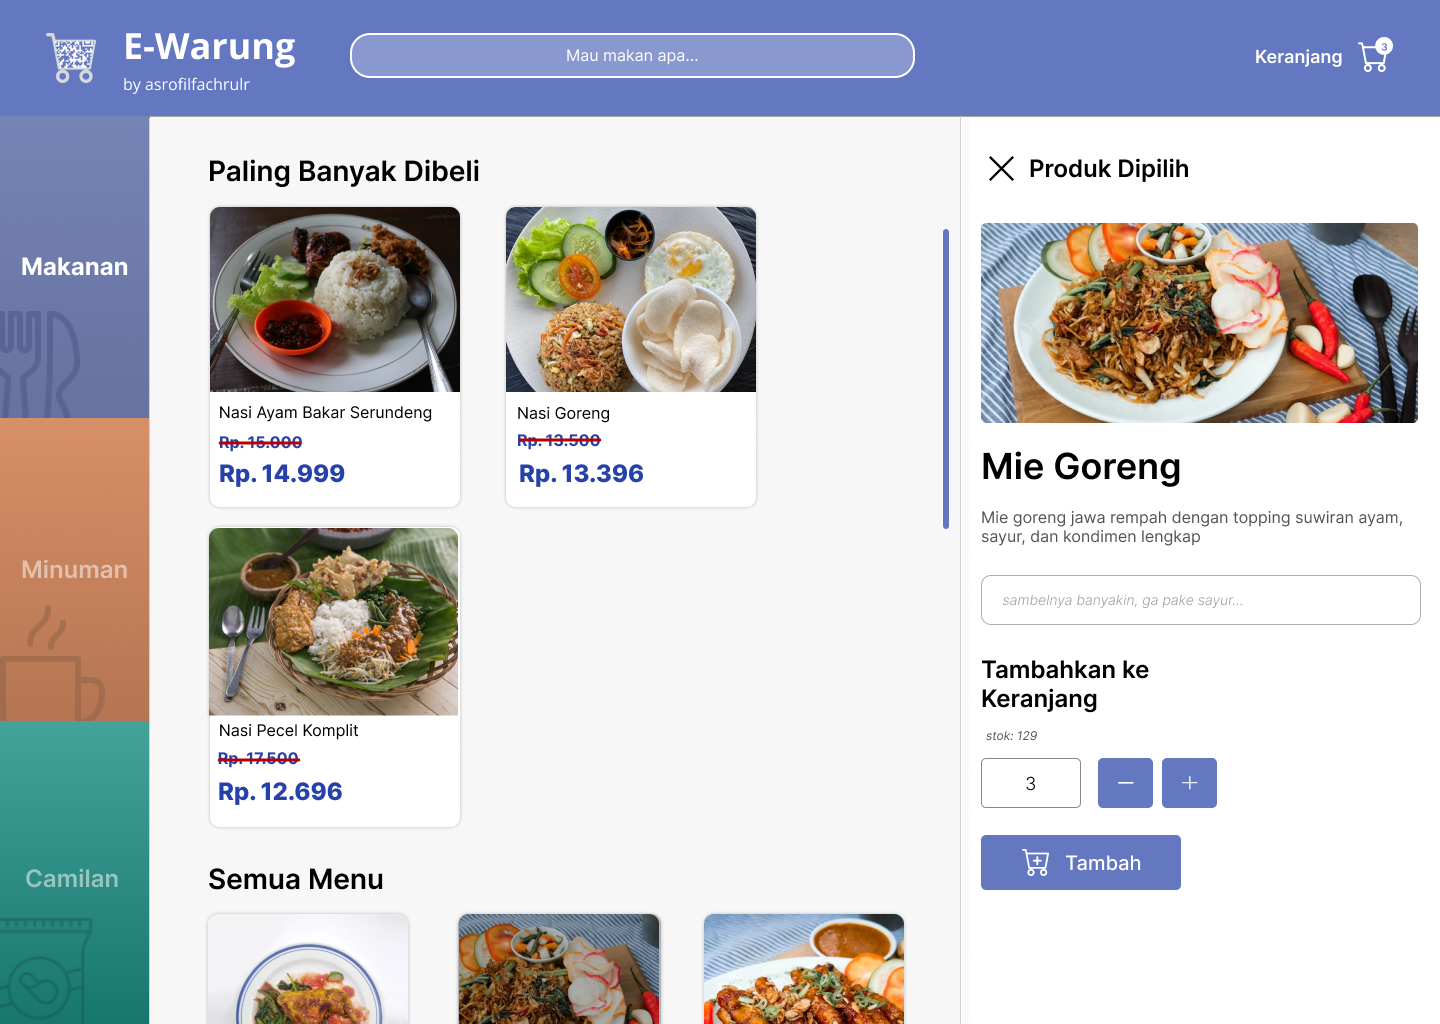 E-Warung
by asrofilfachrulr
Mau makan apa...
Keranjang
3
Makanan
Minuman
Camilan
Paling Banyak Dibeli
Nasi Ayam Bakar Serundeng
Rp. 15.000
Rp. 14.999
Nasi Goreng
Rp. 13.500
Rp. 13.396
Nasi Pecel Komplit
Rp. 17.500
Rp. 12.696
Semua Menu
Produk Dipilih
Mie Goreng
Mie goreng jawa rempah dengan topping suwiran ayam,
sayur, dan kondimen lengkap
sambelnya banyakin, ga pake sayur...
Tambahkan ke
Keranjang
stok: 129
3
Tambah